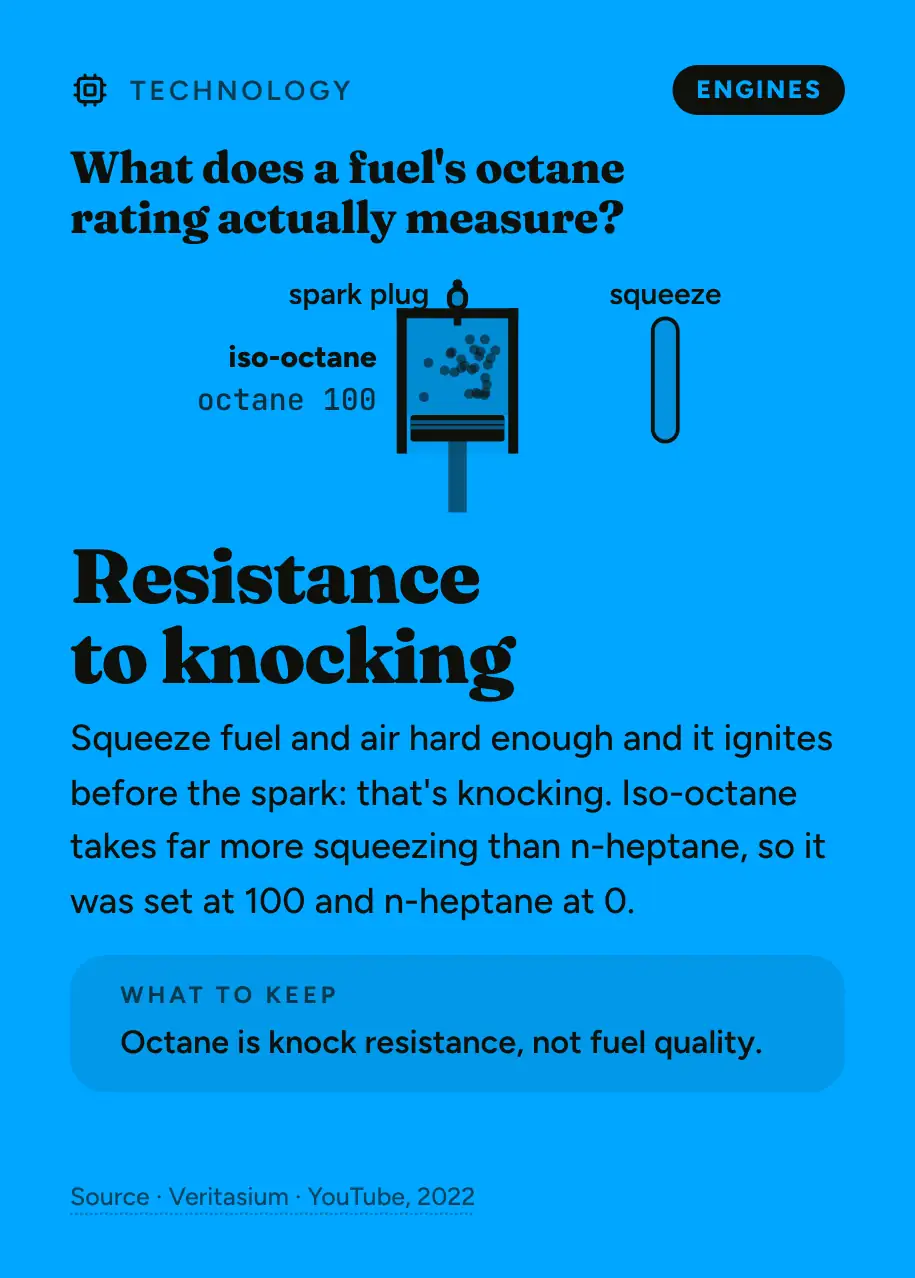 TECHNOLOGY
ENGINES
What does a fuel's octane
rating actually measure?
spark plug
squeeze
iso-octane
octane 100
Resistance
to knocking
Squeeze fuel and air hard enough and it ignites
before the spark: that's knocking. Iso-octane
takes far more squeezing than n-heptane, so it
was set at 100 and n-heptane at 0.
WHAT TO KEEP
Octane is knock resistance, not fuel quality.
Source · Veritasium · YouTube, 2022